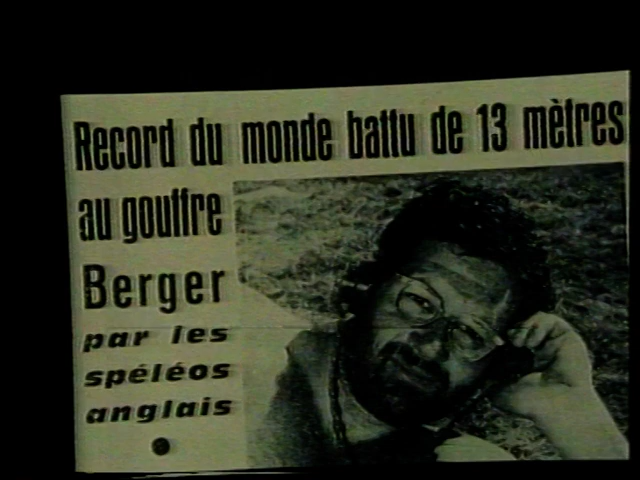 Record du monde battu de 13 mètres
au gouffre
Berger
par les
spéléos
anglais